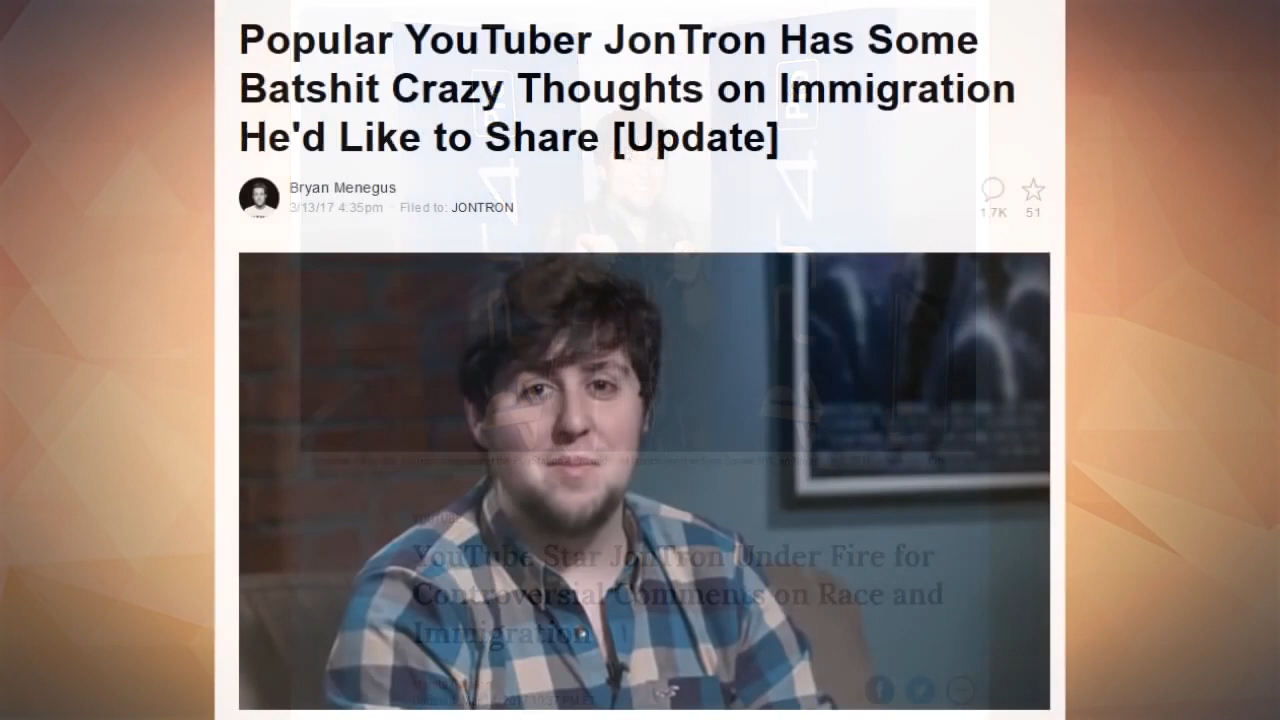 Popular YouTuber JonTron Has Some
Batshit Crazy Thoughts on Immigration
He'd Like to Share [Update]
Bryan Menegus
3/13/17 4:35pm Filed to: JONTRON
1.7K 51
YouTube Star JonTron Under Fire for
Controversial Comments on Race and
Immigration